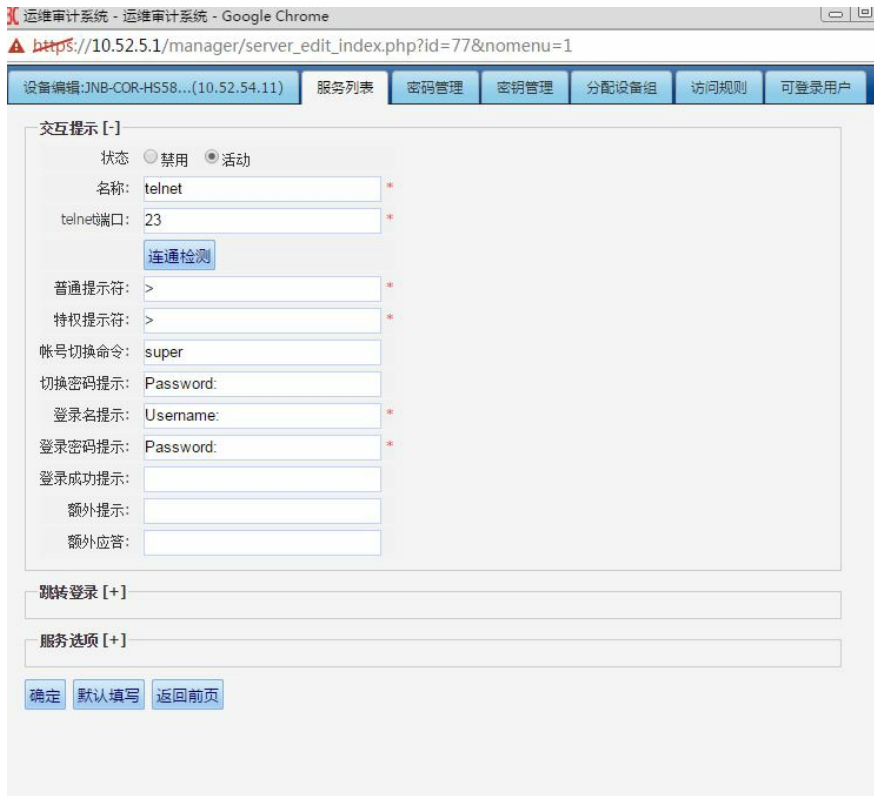 运维审计系统 - 运维审计系统 - Google Chrome
https://10.52.5.1/manager/server_edit_index.php?id=77&nomenu=1
设备编辑:JNB-COR-HS58...(10.52.54.11) 服务列表 密码管理 密钥管理 分配设备组 访问规则 可登录用户
交互提示 [-]
状态 禁用 活动
名称: telnet *
telnet端口: 23 *
连通检测
普通提示符: > *
特权提示符: > *
帐号切换命令: super
切换密码提示: Password:
登录名提示: Username: *
登录密码提示: Password: *
登录成功提示:
额外提示:
额外应答:
跳转登录 [+]
服务选项 [+]
确定 默认填写 返回前页